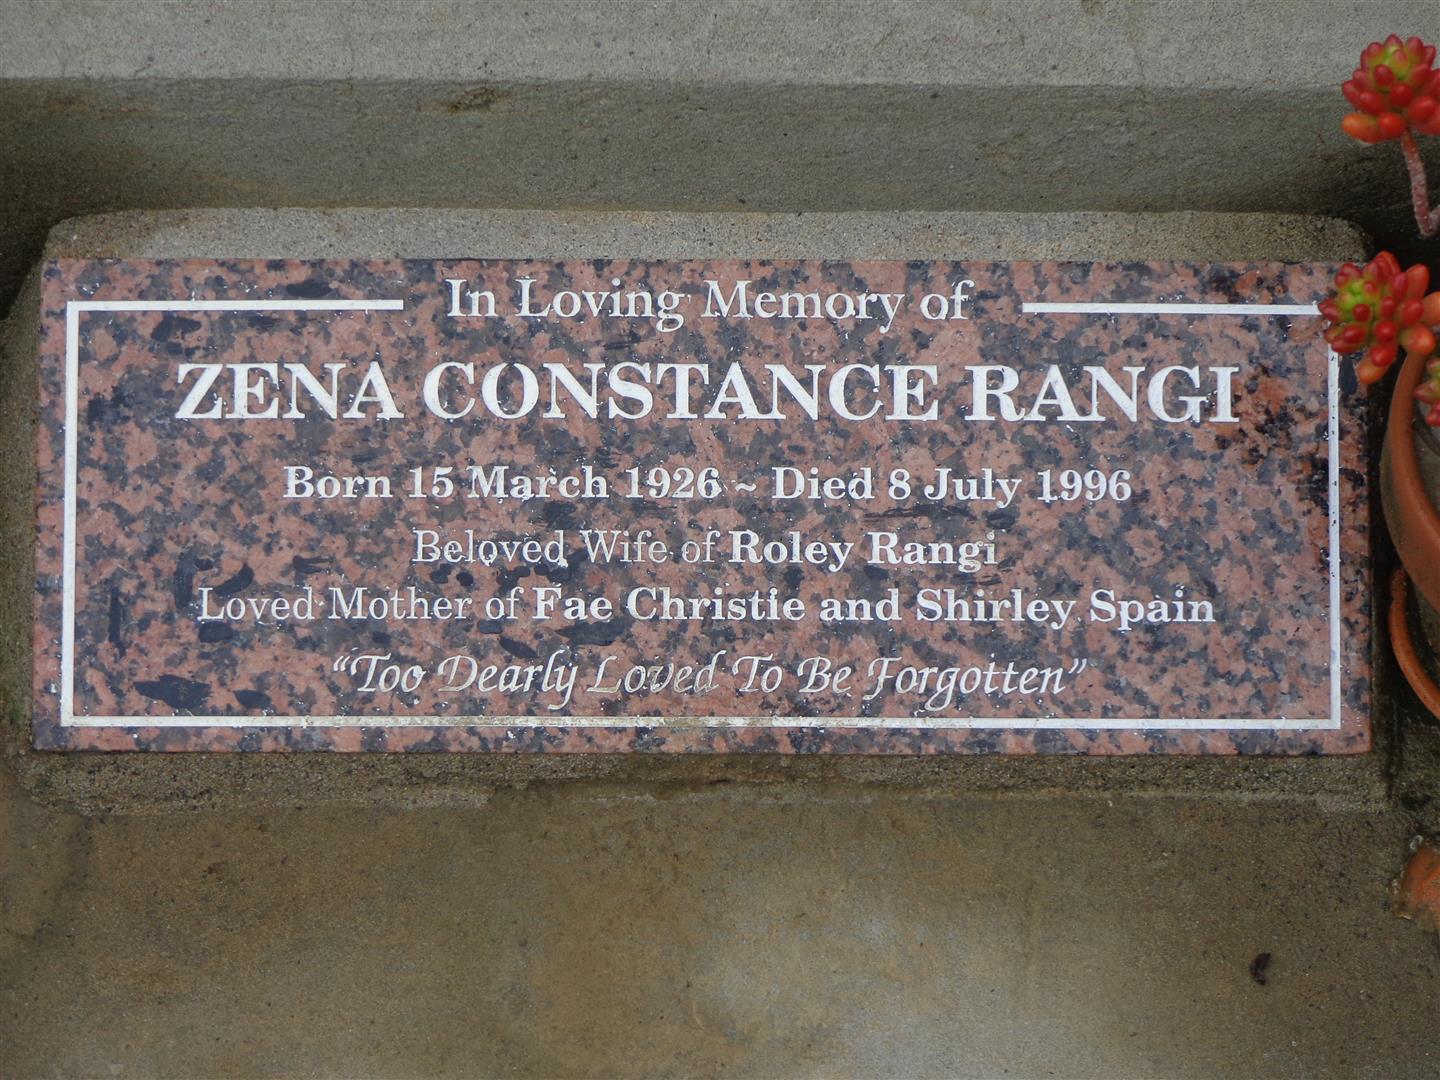 In Loving Memory of
ZENA CONSTANCE RANGI
Born 15 March 1926 ~ Died 8 July 1996
Beloved Wife of Roley Rangi
Loved Mother of Fae Christie and Shirley Spain
“Too Dearly Loved To Be Forgotten”